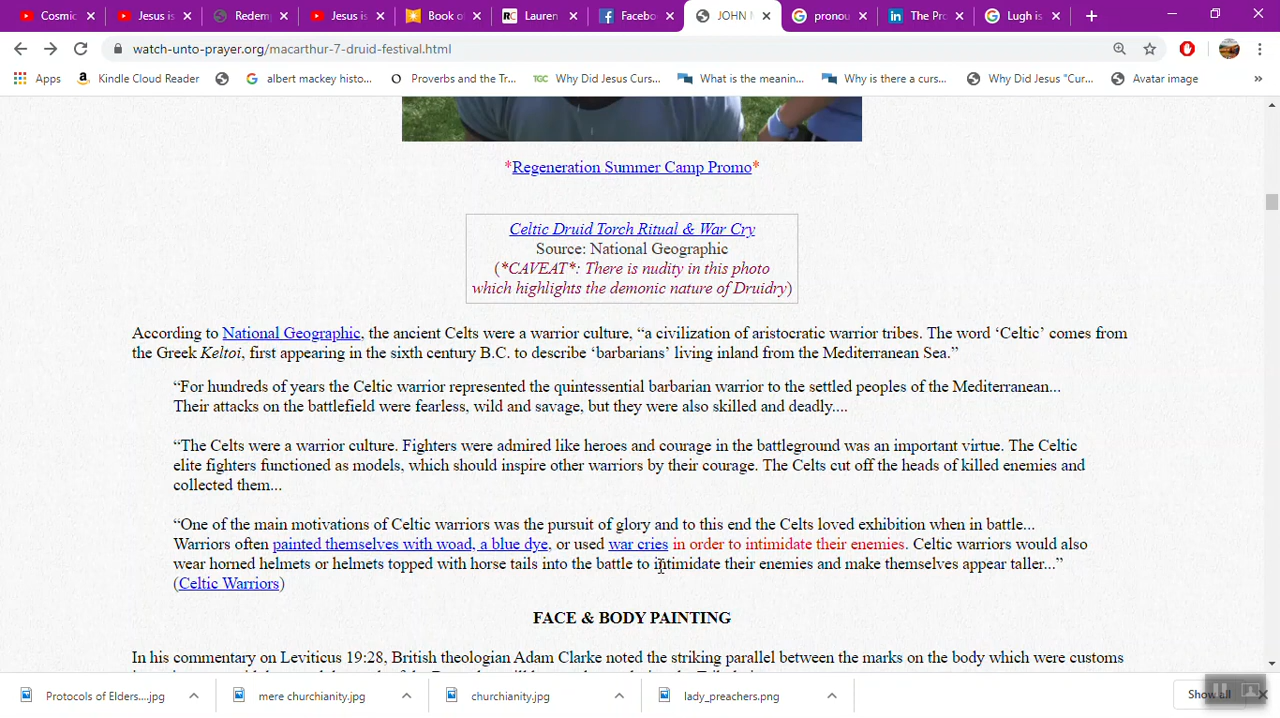 Cosmic
Jesus is
Redemp
Jesus is
Book of
Lauren
Facebo
JOHN
pronou
The Pro
Lugh is
watch-unto-prayer.org/macarthur-7-druid-festival.html
Apps
Kindle Cloud Reader
albert mackey histo...
Proverbs and the Tr...
TGC Why Did Jesus Curs...
What is the meanin...
Why is there a curs...
Why Did Jesus "Cur...
Avatar image
*Regeneration Summer Camp Promo*
Celtic Druid Torch Ritual & War Cry
Source: National Geographic
(*CAVEAT*: There is nudity in this photo
which highlights the demonic nature of Druidry)
According to National Geographic, the ancient Celts were a warrior culture, “a civilization of aristocratic warrior tribes. The word ‘Celtic’ comes from
the Greek Keltoi, first appearing in the sixth century B.C. to describe ‘barbarians’ living inland from the Mediterranean Sea.”
“For hundreds of years the Celtic warrior represented the quintessential barbarian warrior to the settled peoples of the Mediterranean...
Their attacks on the battlefield were fearless, wild and savage, but they were also skilled and deadly....
“The Celts were a warrior culture. Fighters were admired like heroes and courage in the battleground was an important virtue. The Celtic
elite fighters functioned as models, which should inspire other warriors by their courage. The Celts cut off the heads of killed enemies and
collected them...
“One of the main motivations of Celtic warriors was the pursuit of glory and to this end the Celts loved exhibition when in battle...
Warriors often painted themselves with woad, a blue dye, or used war cries in order to intimidate their enemies. Celtic warriors would also
wear horned helmets or helmets topped with horse tails into the battle to intimidate their enemies and make themselves appear taller...”
(Celtic Warriors)
FACE & BODY PAINTING
In his commentary on Leviticus 19:28, British theologian Adam Clarke noted the striking parallel between the marks on the body which were customs
Protocols of Elders....jpg
mere churchianity.jpg
churchianity.jpg
lady_preachers.png
Show all